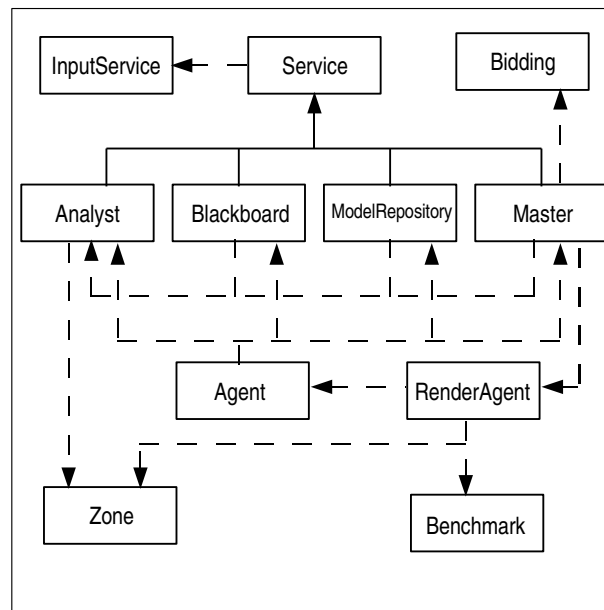 InputService
Service
Bidding
Analyst
Blackboard
ModelRepository
Master
Agent
RenderAgent
Zone
Benchmark